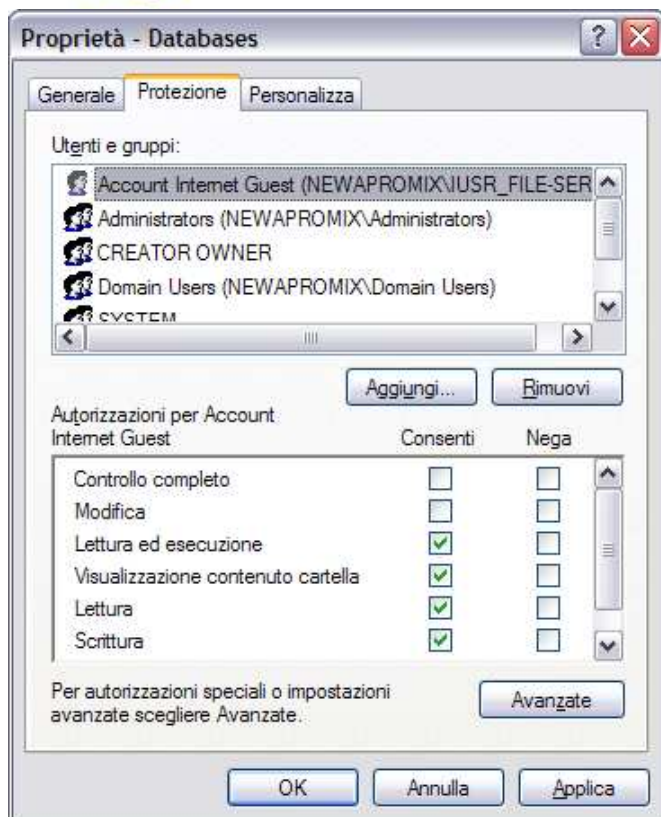 Proprietà - Databases
Generale Protezione Personalizza
Utenti e gruppi:
Account Internet Guest (NEWAPROMIX\IUSR_FILE-SER
Administrators (NEWAPROMIX\Administrators)
CREATOR OWNER
Domain Users (NEWAPROMIX\Domain Users)
SYSTEM
Aggiungi... Rimuovi
Autorizzazioni per Account
Internet Guest Consenti Nega
Controllo completo
Modifica
Lettura ed esecuzione
Visualizzazione contenuto cartella
Lettura
Scrittura
Per autorizzazioni speciali o impostazioni
avanzate scegliere Avanzate. Avanzate
OK Annulla Applica